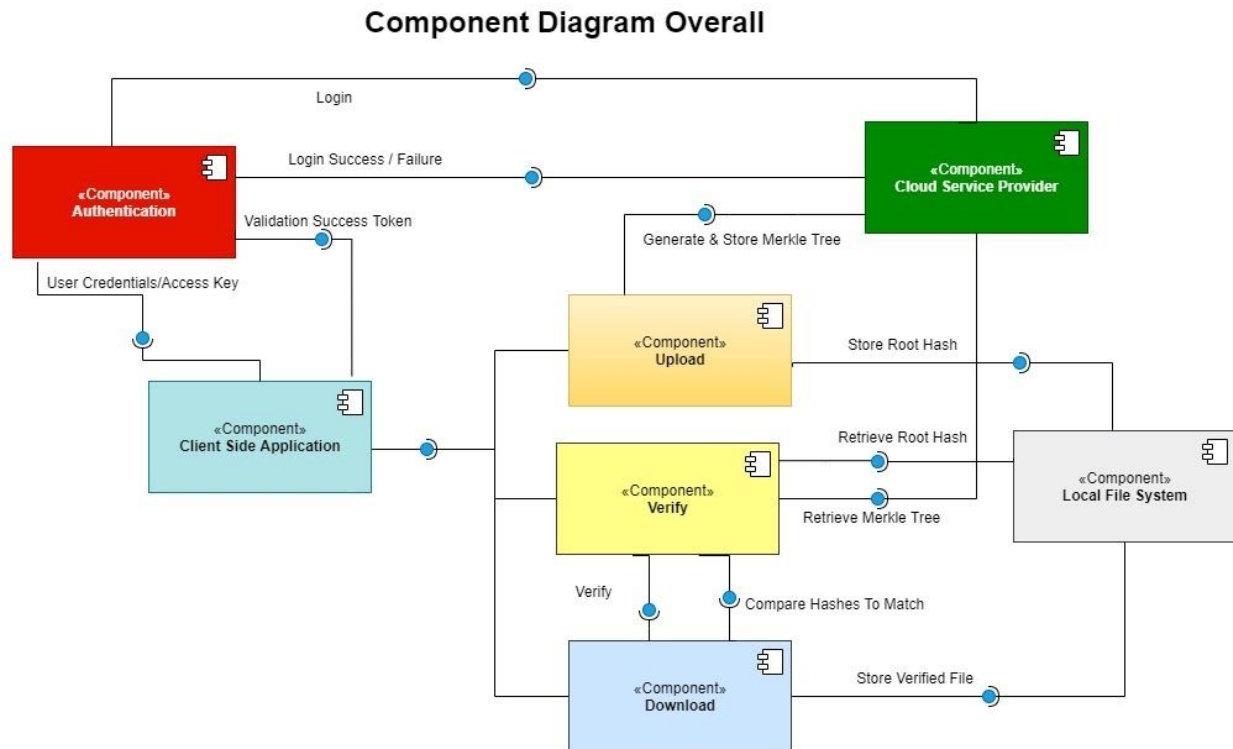 Component Diagram Overall
Login
«Component»
Authentication
Login Success / Failure
«Component»
Cloud Service Provider
Validation Success Token
Generate & Store Merkle Tree
User Credentials/Access Key
«Component»
Upload
Store Root Hash
«Component»
Client Side Application
Retrieve Root Hash
«Component»
Verify
«Component»
Local File System
Retrieve Merkle Tree
Verify
Compare Hashes To Match
«Component»
Download
Store Verified File